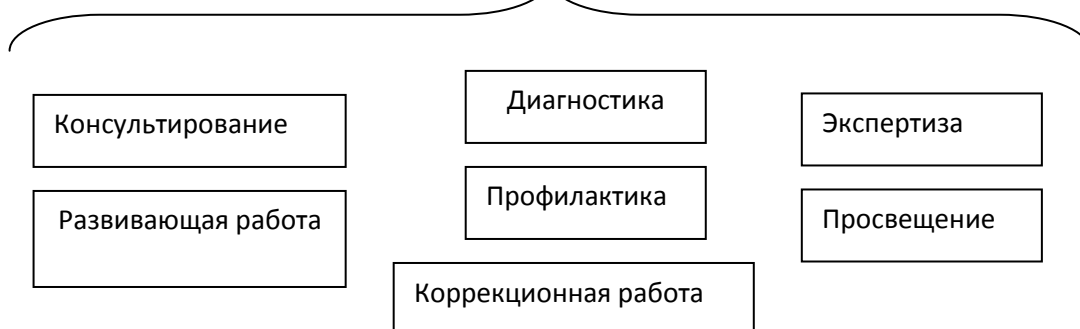 Диагностика
Консультирование
Экспертиза
Профилактика
Развивающая работа
Просвещение
Коррекционная работа